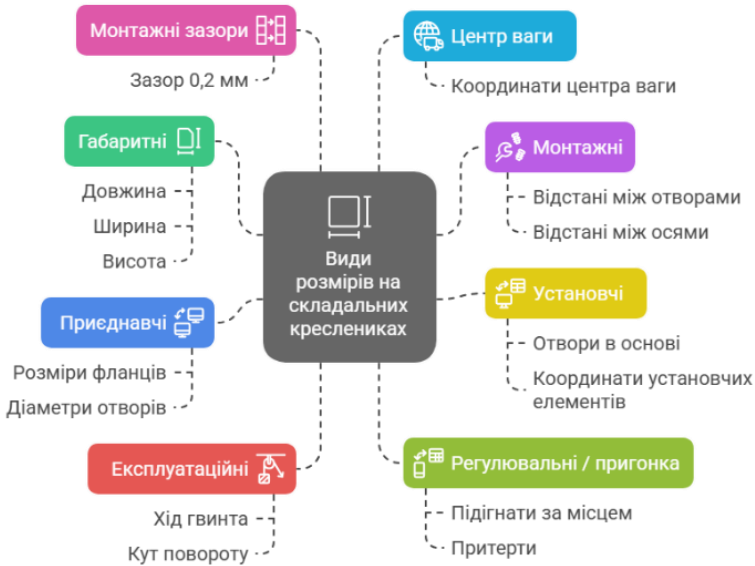 Монтажні зазори
Зазор 0,2 мм
Габаритні
Довжина
Ширина
Висота
Приєднавчі
Розміри фланців
Діаметри отворів
Експлуатаційні
Хід гвинта
Кут повороту
Види
розмірів на
складальних
креслениках
Центр ваги
Координати центра ваги
Монтажні
Відстані між отворами
Відстані між осями
Установчі
Отвори в основі
Координати установчих
елементів
Регулювальні / пригонка
Підігнати за місцем
Притерти